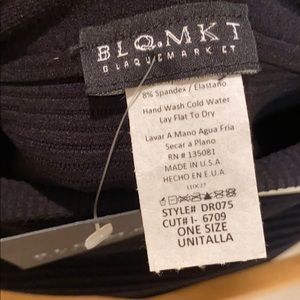 BLQ.MKT
BLAQUEMARKET
8% Spandex / Elastano
Hand Wash Cold Water
Lay Flat To Dry
Lavar A Mano Agua Fria
Secar a Plano
RN # 135081
MADE IN U.S.A
HECHO EN E.U.A
STYLE# DR075
CUT# I- 6709
ONE SIZE
UNITALLA